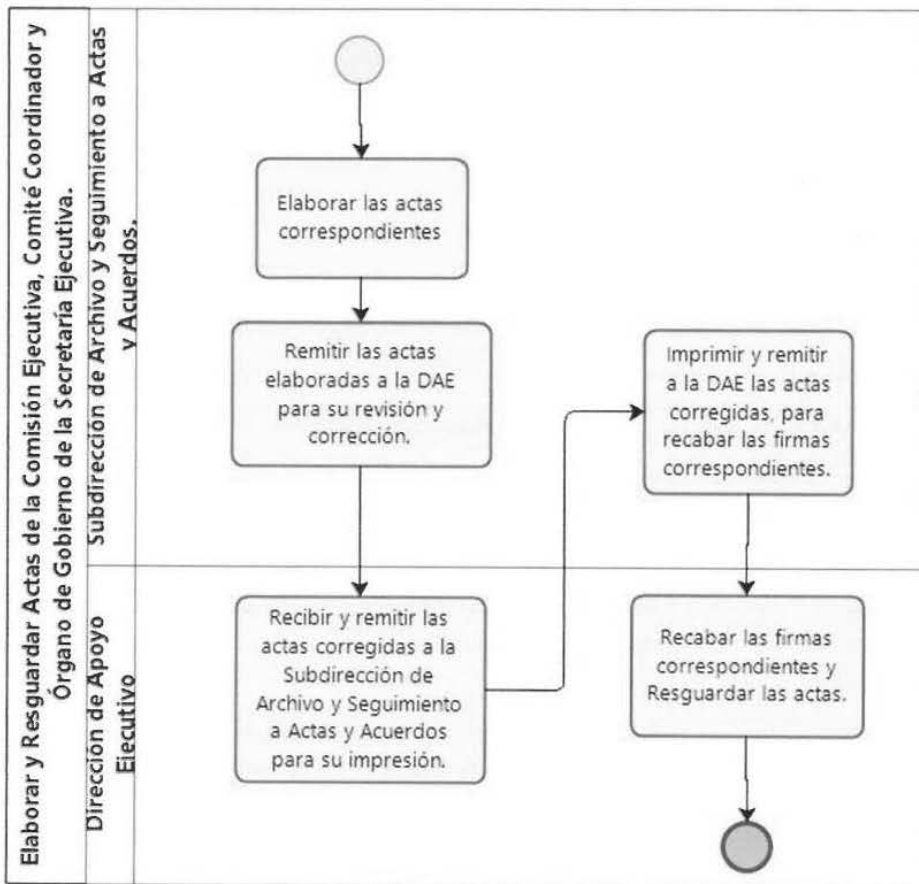 Elaborar y Resguardar Actas de la Comisión Ejecutiva, Comité Coordinador y
Órgano de Gobierno de la Secretaría Ejecutiva.
Subdirección de Archivo y Seguimiento a Actas
y Acuerdos.
Elaborar las actas
correspondientes
Remitir las actas
elaboradas a la DAE
para su revisión y
corrección.
Imprimir y remitir
a la DAE las actas
corregidas, para
recabar las firmas
correspondientes.
Dirección de Apoyo
Ejecutivo
Recibir y remitir las
actas corregidas a la
Subdirección de
Archivo y Seguimiento
a Actas y Acuerdos
para su impresión.
Recabar las firmas
correspondientes y
Resguardar las actas.